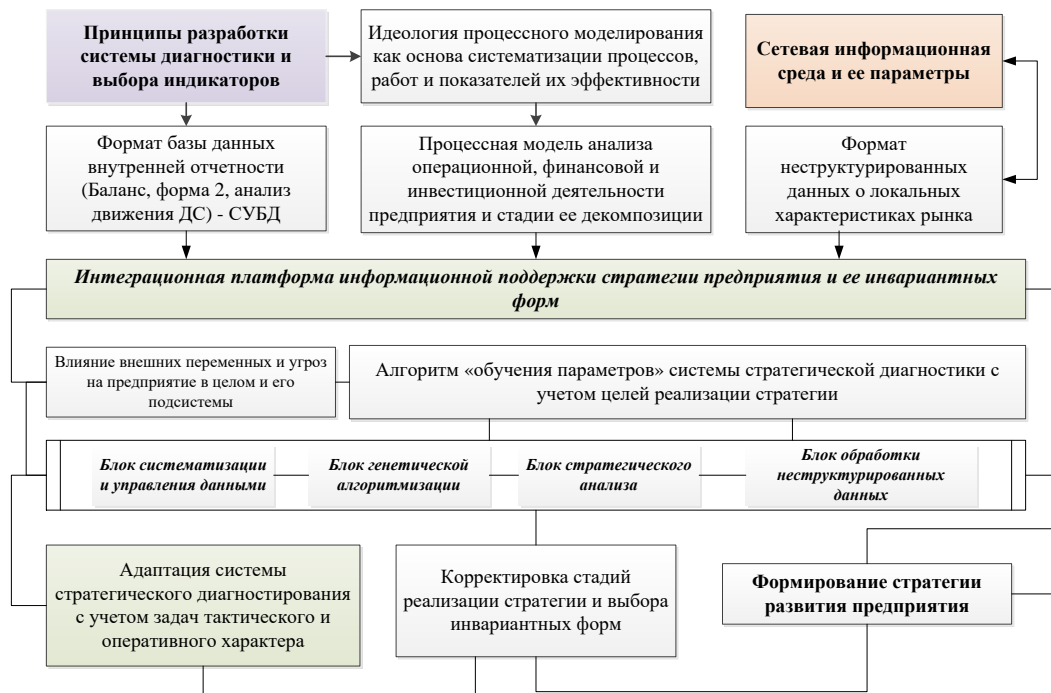 Принципы разработки
системы диагностики и
выбора индикаторов
Идеология процессного моделирования
как основа систематизации процессов,
работ и показателей их эффективности
Сетевая информационная
среда и ее параметры
Формат базы данных
внутренней отчетности
(Баланс, форма 2, анализ
движения ДС) - СУБД
Процессная модель анализа
операционной, финансовой и
инвестиционной деятельности
предприятия и стадии ее декомпозиции
Формат
неструктурированных
данных о локальных
характеристиках рынка
Интеграционная платформа информационной поддержки стратегии предприятия и ее инвариантных
форм
Влияние внешних переменных и угроз
на предприятие в целом и его
подсистемы
Алгоритм «обучения параметров» системы стратегической диагностики с
учетом целей реализации стратегии
Блок систематизации
и управления данными
Блок генетической
алгоритмизации
Блок стратегического
анализа
Блок обработки
неструктурированных
данных
Адаптация системы
стратегического диагностирования
с учетом задач тактического и
оперативного характера
Корректировка стадий
реализации стратегии и выбора
инвариантных форм
Формирование стратегии
развития предприятия